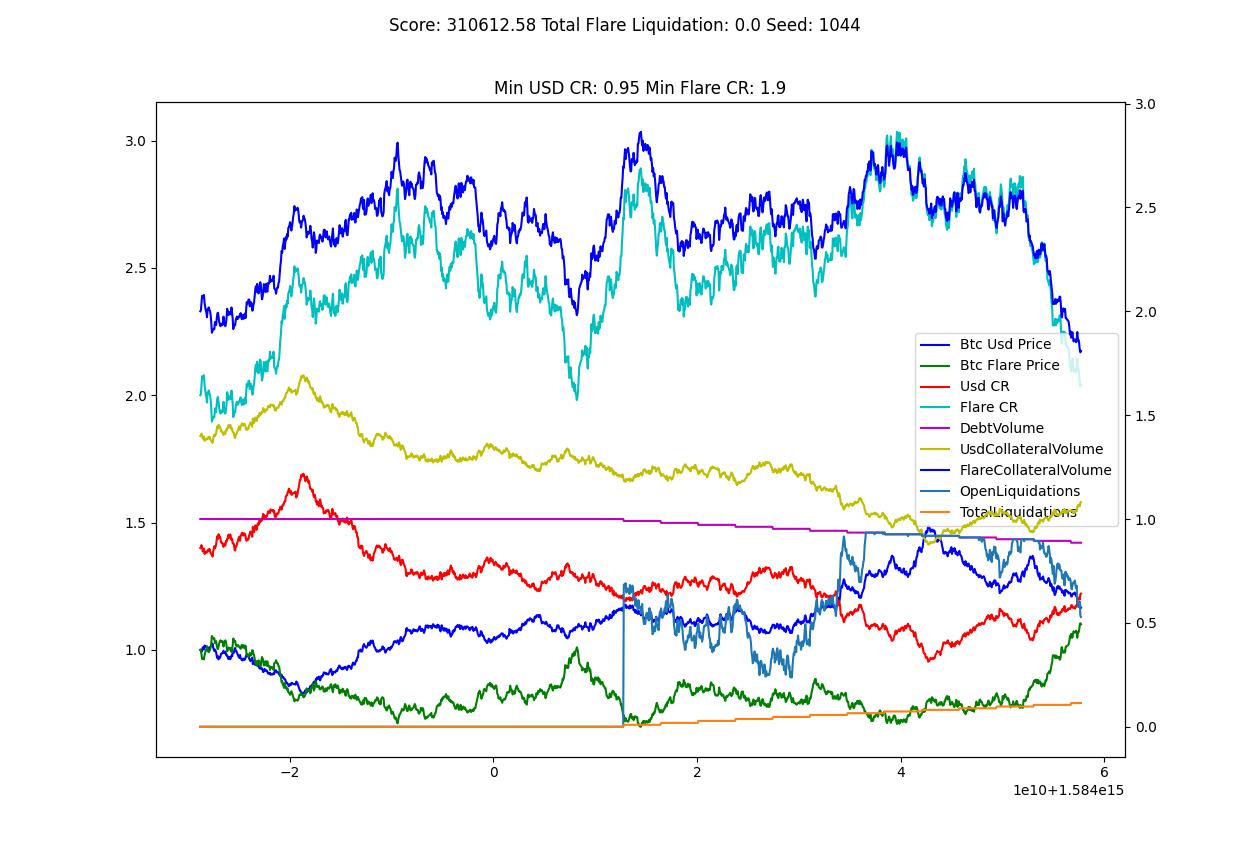 Score: 310612.58 Total Flare Liquidation: 0.0 Seed: 1044
Min USD CR: 0.95 Min Flare CR: 1.9
3.0
2.5
2.0
1.5
1.0
3.0
2.5
2.0
1.5
1.0
0.5
0.0
Btc Usd Price
Btc Flare Price
Usd CR
Flare CR
DebtVolume
UsdCollateralVolume
FlareCollateralVolume
OpenLiquidations
TotalLiquidations
−2 0 2 4 6
1e10+1.584e15